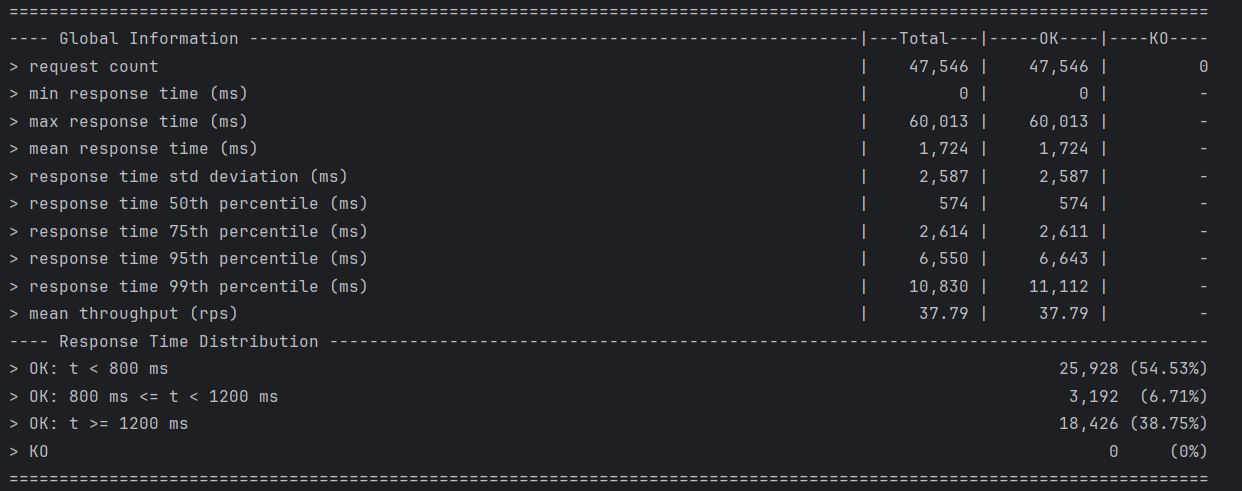 ========================================================================================================================
---- Global Information -------------------------------------------------------------|---Total---|-----OK----|----KO----
> request count                                                                      |    47,546 |    47,546 |         0
> min response time (ms)                                                             |         0 |         0 |         -
> max response time (ms)                                                             |    60,013 |    60,013 |         -
> mean response time (ms)                                                            |     1,724 |     1,724 |         -
> response time std deviation (ms)                                                   |     2,587 |     2,587 |         -
> response time 50th percentile (ms)                                                 |       574 |       574 |         -
> response time 75th percentile (ms)                                                 |     2,614 |     2,611 |         -
> response time 95th percentile (ms)                                                 |     6,550 |     6,643 |         -
> response time 99th percentile (ms)                                                 |    10,830 |    11,112 |         -
> mean throughput (rps)                                                              |     37.79 |     37.79 |         -
---- Response Time Distribution ----------------------------------------------------------------------------------------
> OK: t < 800 ms                                                                                         25,928 (54.53%)
> OK: 800 ms <= t < 1200 ms                                                                               3,192  (6.71%)
> OK: t >= 1200 ms                                                                                       18,426 (38.75%)
> KO                                                                                                          0     (0%)
========================================================================================================================